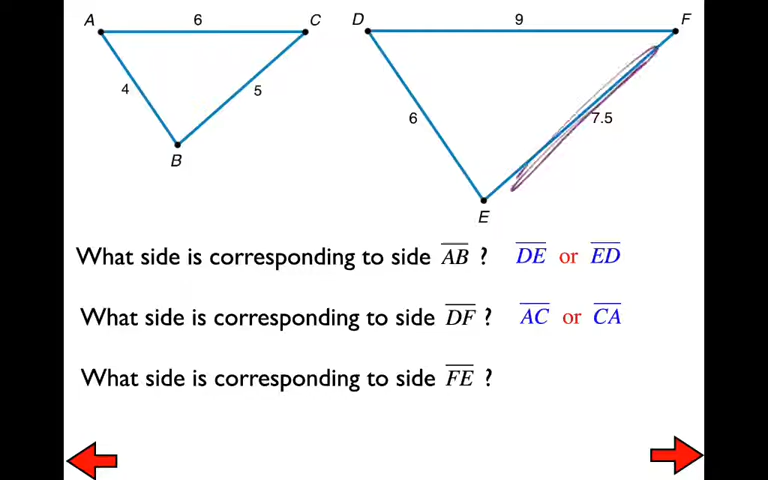 A 6 C D 9 F
4 5 6 7.5
B
E
What side is corresponding to side AB ? DE or ED
What side is corresponding to side DF ? AC or CA
What side is corresponding to side FE ?